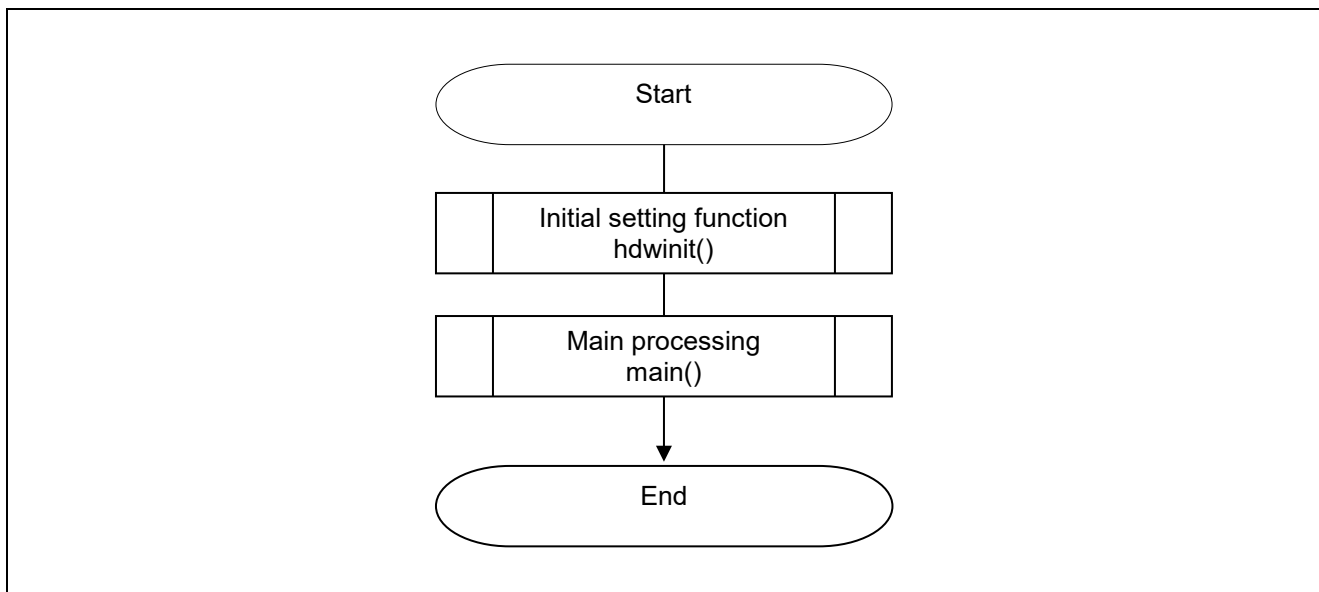 Start
Initial setting function
hdwinit()
Main processing
main()
End